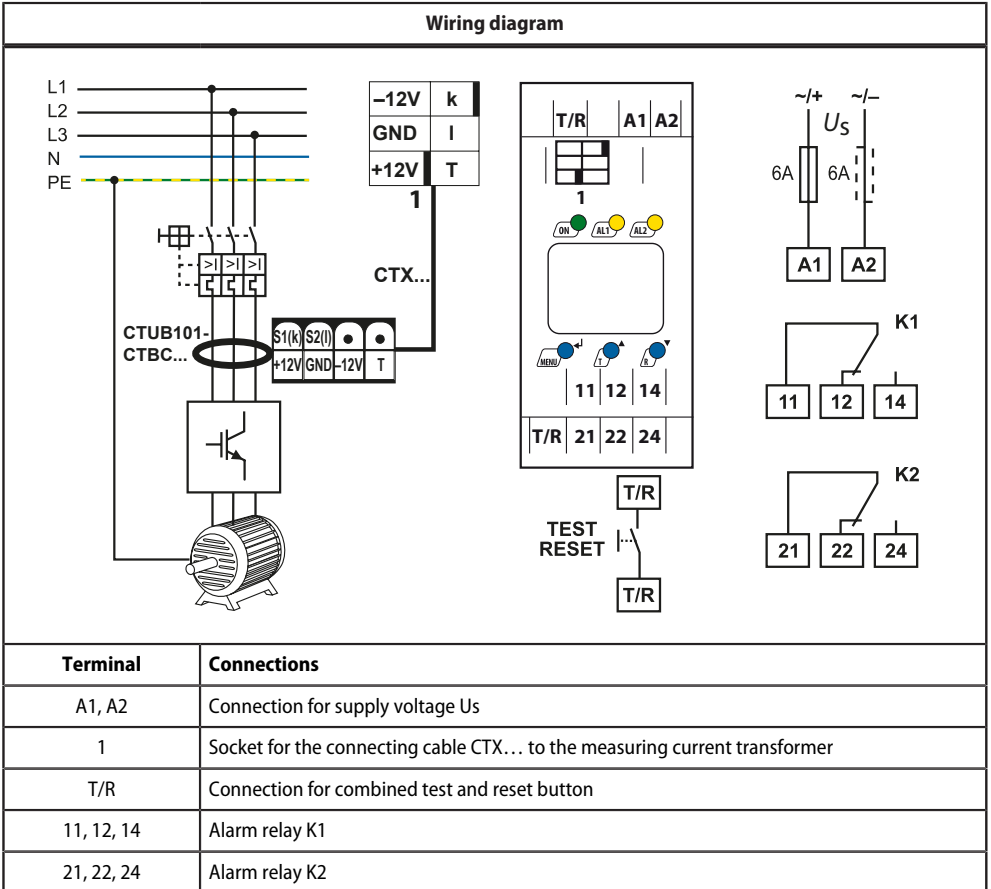 Wiring diagram
L1
L2
L3
N
PE
–12V k
GND l
+12V T
1
CTX...
>I >I >I
CTUB101-
CTBC...
S1(k) S2(l)
+12V GND –12V T
T/R A1 A2
1
ON AL1 AL2
MENU T R
11 12 14
T/R 21 22 24
T/R
TEST
RESET
T/R
~/+ ~/–
Us
6A 6A
A1 A2
K1
11 12 14
K2
21 22 24
Terminal Connections
A1, A2 Connection for supply voltage Us
1 Socket for the connecting cable CTX… to the measuring current transformer
T/R Connection for combined test and reset button
11, 12, 14 Alarm relay K1
21, 22, 24 Alarm relay K2